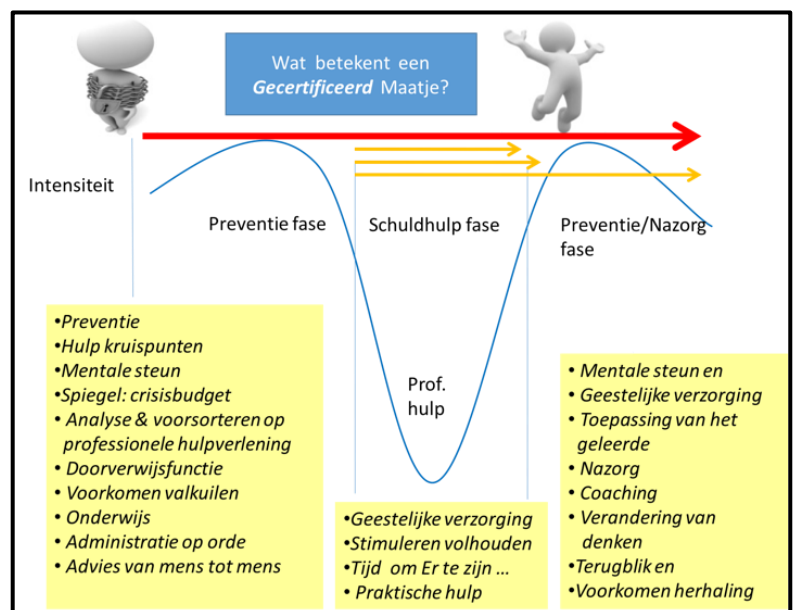 Wat betekent een
Gecertificeerd Maatje?
Intensiteit
Preventie fase
Schuldhulp fase
Preventie/Nazorg
fase
Prof.
hulp
•Preventie
•Hulp kruispunten
•Mentale steun
•Spiegel: crisisbudget
• Analyse & voorsorteren op
professionele hulpverlening
• Doorverwijsfunctie
• Voorkomen valkuilen
• Onderwijs
• Administratie op orde
• Advies van mens tot mens
•Geestelijke verzorging
•Stimuleren volhouden
•Tijd om Er te zijn ...
• Praktische hulp
• Mentale steun en
• Geestelijke verzorging
• Toepassing van het
geleerde
• Nazorg
• Coaching
• Verandering van
denken
•Terugblik en
•Voorkomen herhaling